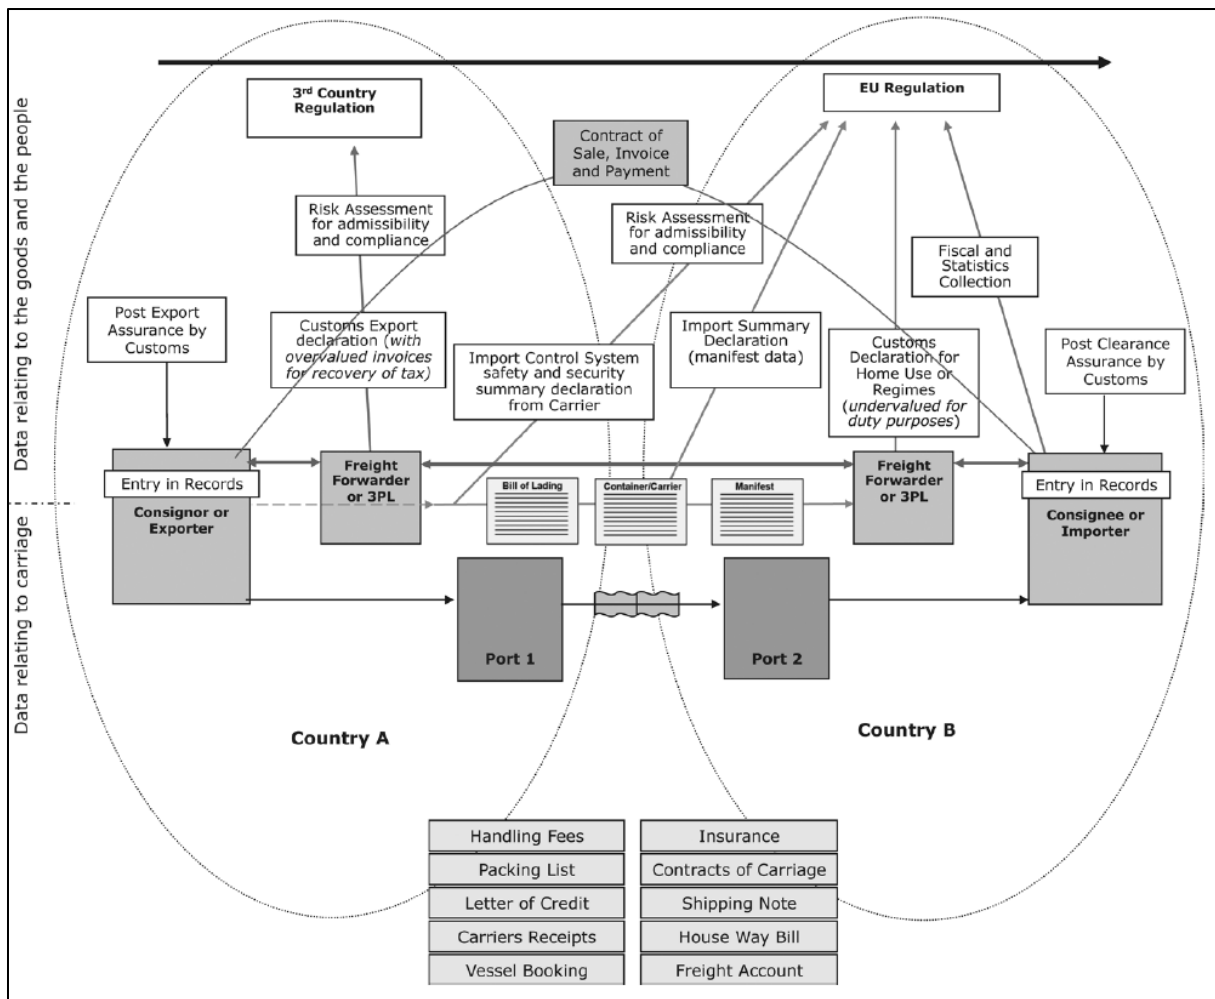 Data relating to the goods and the people
Data relating to carriage
3rd Country
Regulation
EU Regulation
Contract of
Sale, Invoice
and Payment
Risk Assessment
for admissibility
and compliance
Risk Assessment
for admissibility
and compliance
Fiscal and
Statistics
Collection
Post Export
Assurance by
Customs
Customs Export
declaration (with
overvalued invoices
for recovery of tax)
Import Control System
safety and security
summary declaration
from Carrier
Import Summary
Declaration
(manifest data)
Customs
Declaration for
Home Use or
Regimes
(undervalued for
duty purposes)
Post Clearance
Assurance by
Customs
Entry in Records
Consignor or
Exporter
Freight
Forwarder
or 3PL
Bill of Lading
Container/Carrier
Manifest
Freight
Forwarder
or 3PL
Entry in Records
Consignee or
Importer
Port 1
Port 2
Country A
Country B
Handling Fees
Insurance
Packing List
Contracts of Carriage
Letter of Credit
Shipping Note
Carriers Receipts
House Way Bill
Vessel Booking
Freight Account